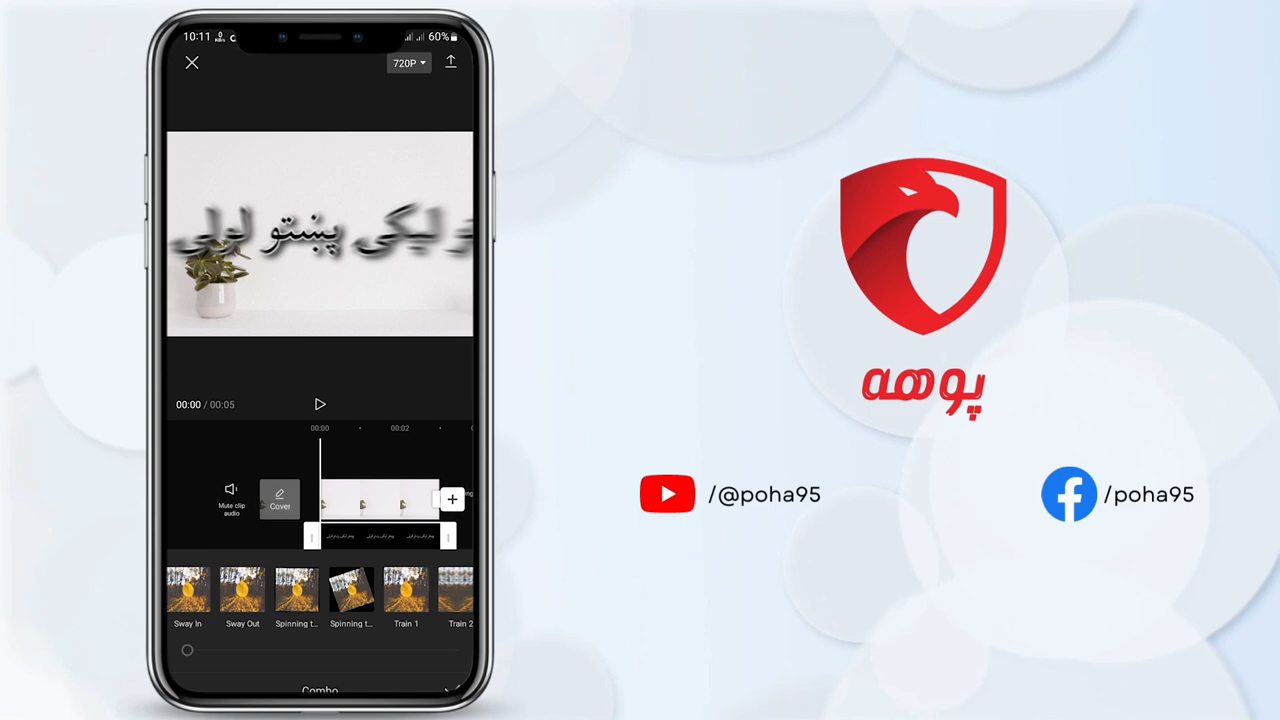 10:11
60%
720P
لیکی پښتو لولی
00:00 / 00:05
00:00
00:02
Mute clip
audio
Cover
Sway In
Sway Out
Spinning t...
Spinning t...
Train 1
Train 2
Combo
پوهه
/@poha95
/poha95